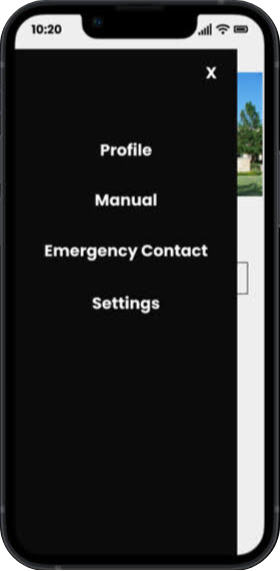 10:20
X
Profile
Manual
Emergency Contact
Settings